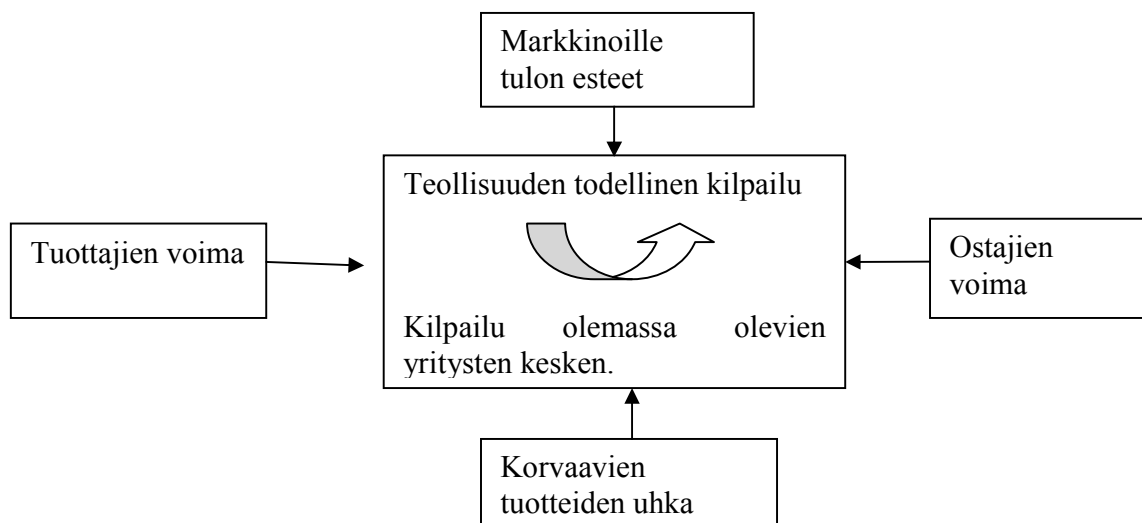 Markkinoille
tulon esteet
Teollisuuden todellinen kilpailu
Tuottajien voima
Ostajien
voima
Kilpailu olemassa olevien
yritysten kesken.
Korvaavien
tuotteiden uhka